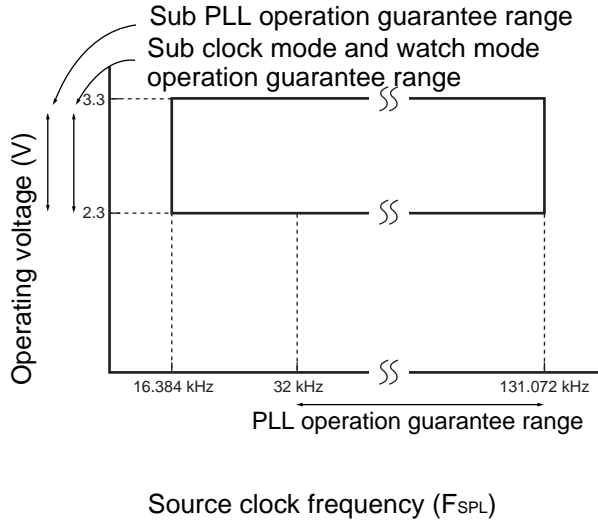 Sub PLL operation guarantee range
Sub clock mode and watch mode
operation guarantee range
3.3
2.3
Operating voltage (V)
16.384 kHz
32 kHz
131.072 kHz
PLL operation guarantee range
Source clock frequency (FSPL)